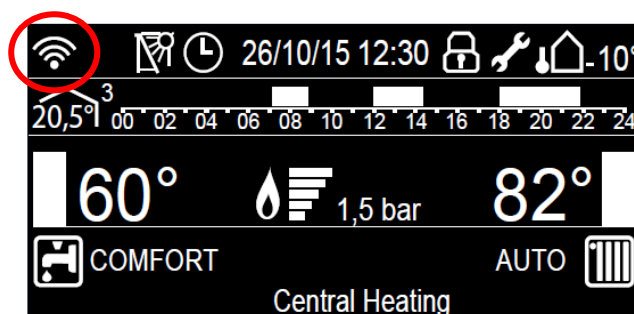 26/10/15 12:30 -10°
20,5° 3 00 02 04 06 08 10 12 14 16 18 20 22 24
60° 1,5 bar 82°
COMFORT AUTO
Central Heating